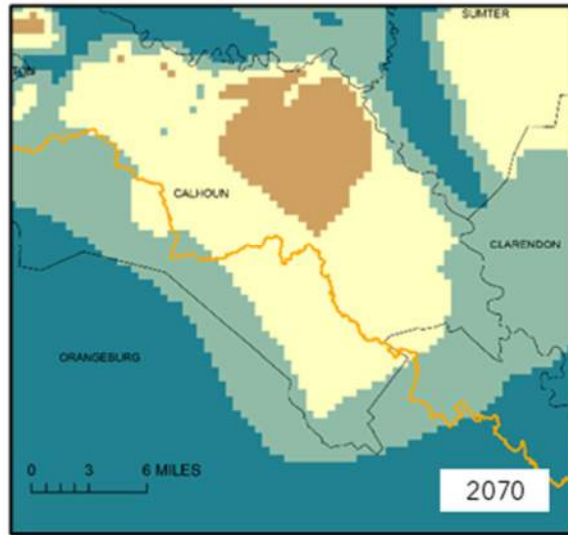 SUMTER
CALHOUN
CLARENDON
ORANGEBURG
0 3 6 MILES
2070